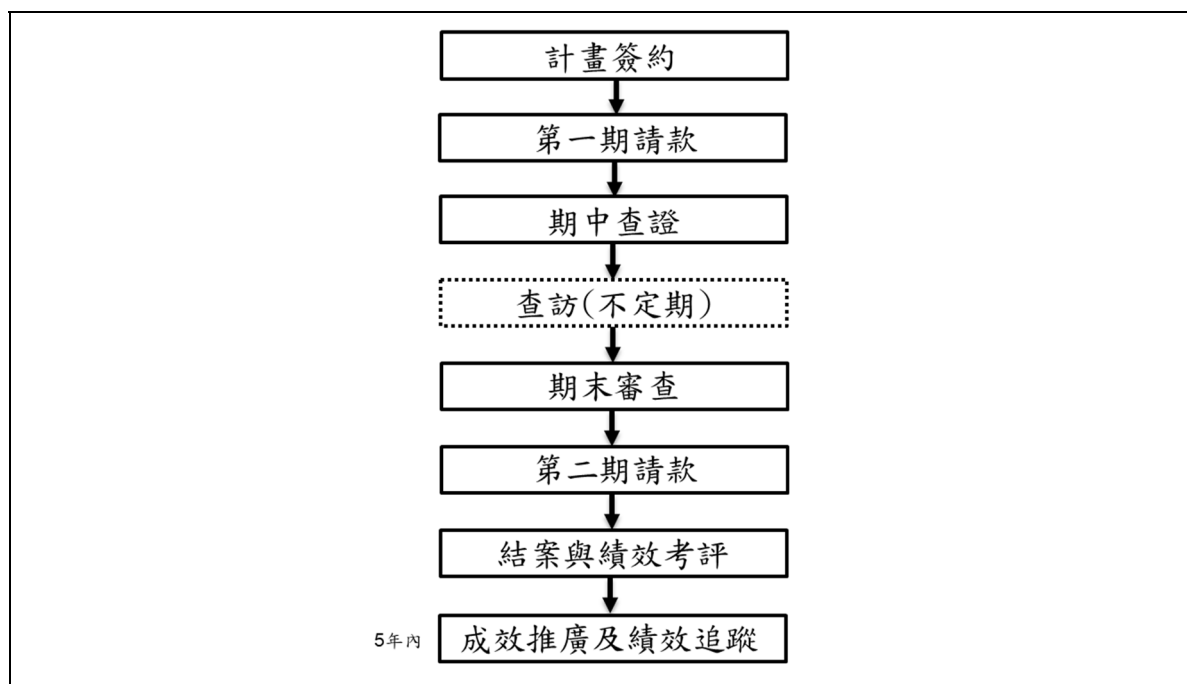 計畫簽約
第一期請款
期中查證
查訪(不定期)
期末審查
第二期請款
結案與績效考評
5年內 成效推廣及績效追蹤